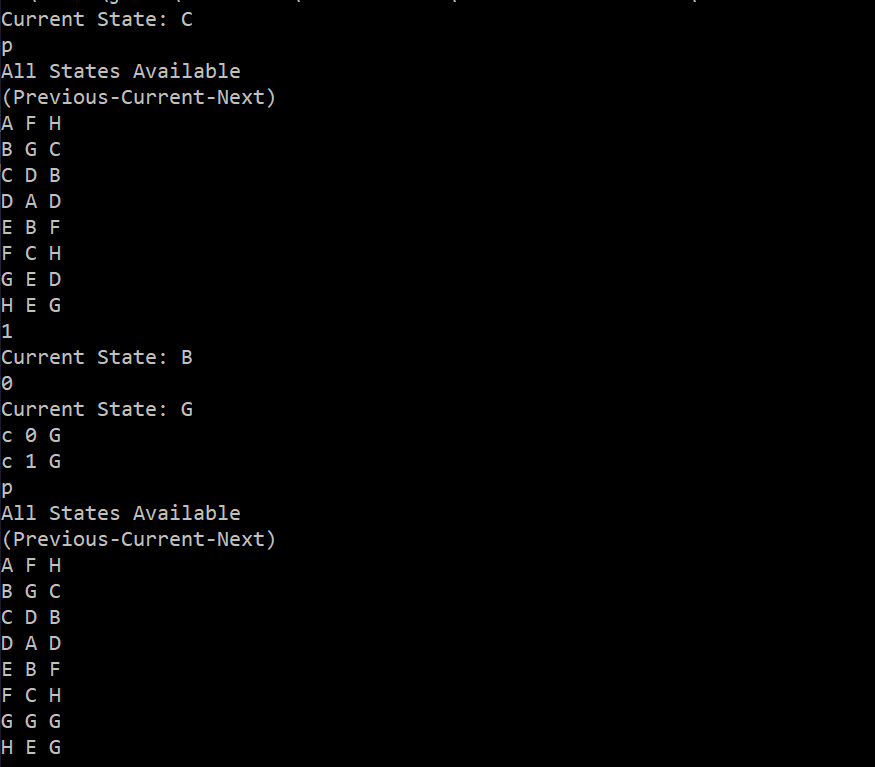 Current State: C
p
All States Available
(Previous-Current-Next)
A F H
B G C
C D B
D A D
E B F
F C H
G E D
H E G
1
Current State: B
0
Current State: G
c 0 G
c 1 G
p
All States Available
(Previous-Current-Next)
A F H
B G C
C D B
D A D
E B F
F C H
G G G
H E G